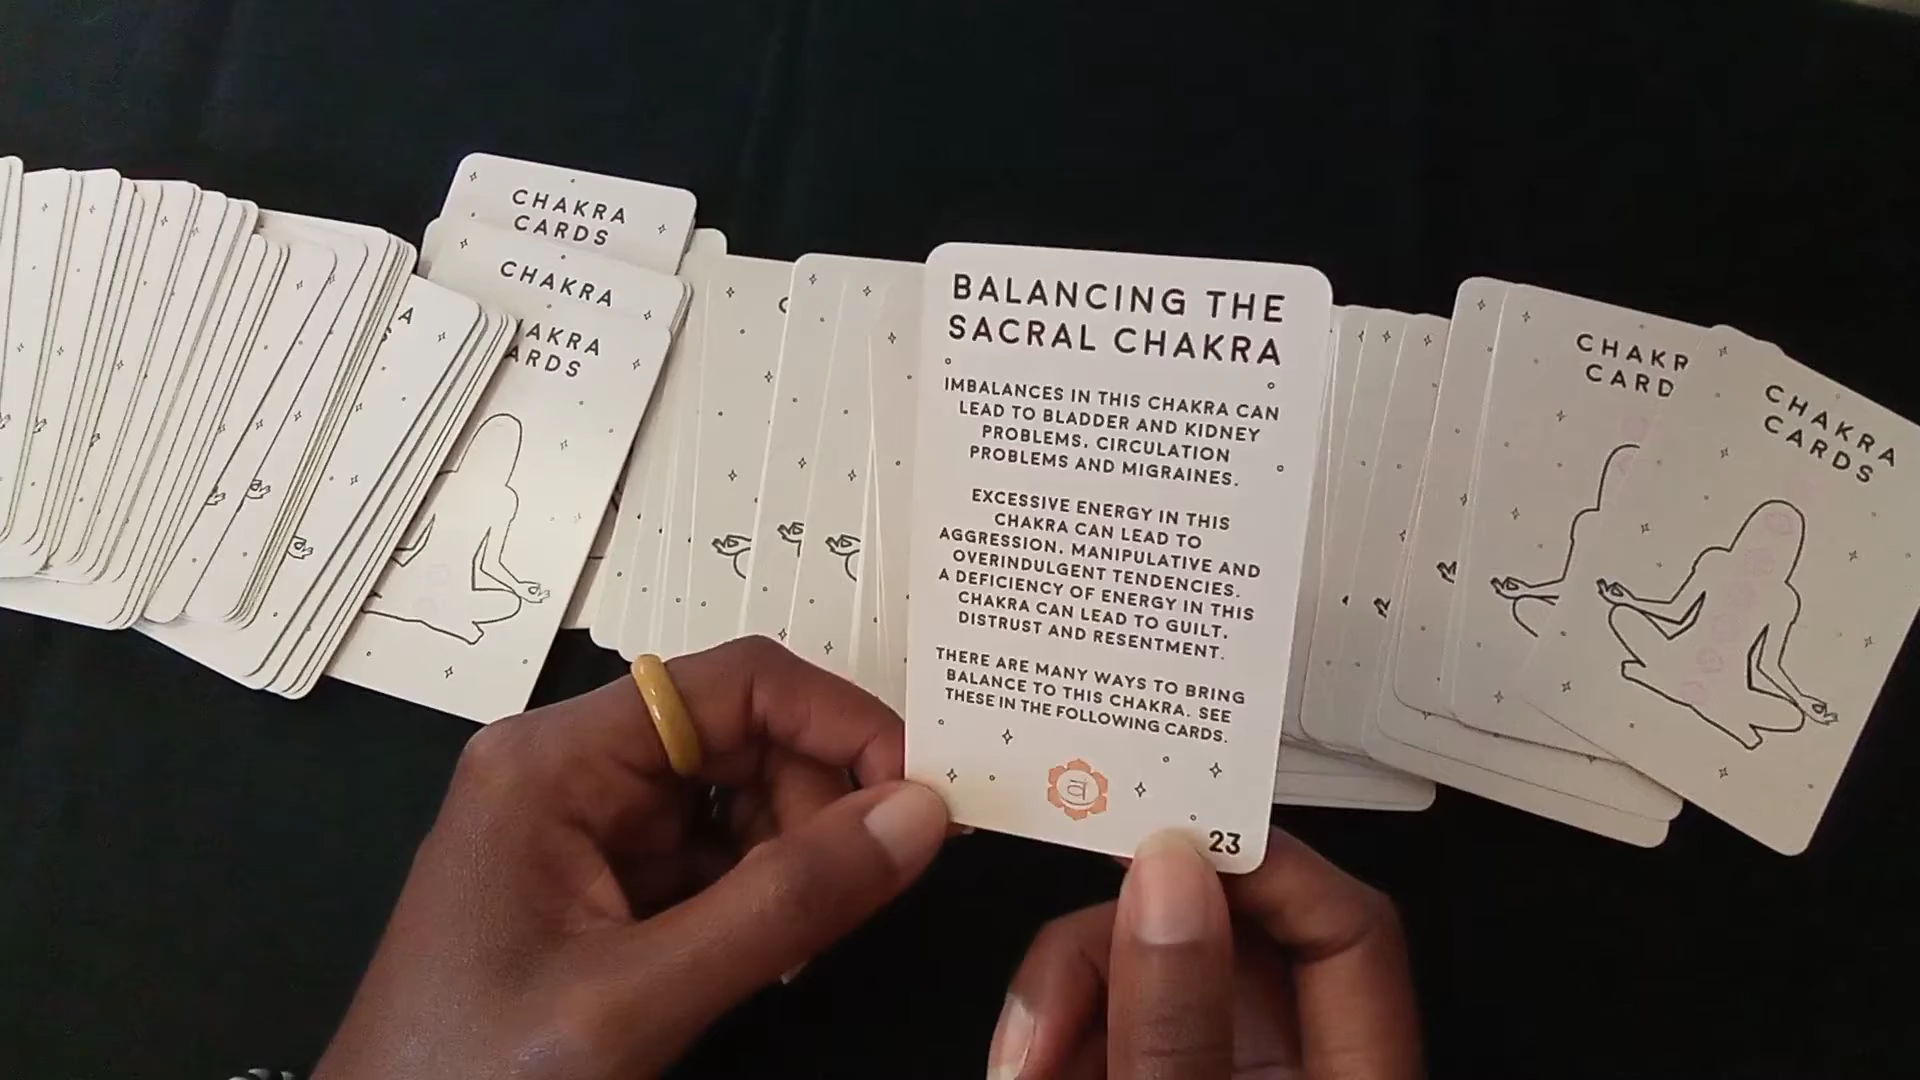 CHAKRA
CARDS
CHAKRA
AKRA
ARDS
A
BALANCING THE
SACRAL CHAKRA
IMBALANCES IN THIS CHAKRA CAN
LEAD TO BLADDER AND KIDNEY
PROBLEMS, CIRCULATION
PROBLEMS AND MIGRAINES.
EXCESSIVE ENERGY IN THIS
CHAKRA CAN LEAD TO
AGGRESSION, MANIPULATIVE AND
OVERINDULGENT TENDENCIES.
A DEFICIENCY OF ENERGY IN THIS
CHAKRA CAN LEAD TO GUILT,
DISTRUST AND RESENTMENT.
THERE ARE MANY WAYS TO BRING
BALANCE TO THIS CHAKRA. SEE
THESE IN THE FOLLOWING CARDS.
वं
23
CHAKR
CARD
CHAKRA
CARDS